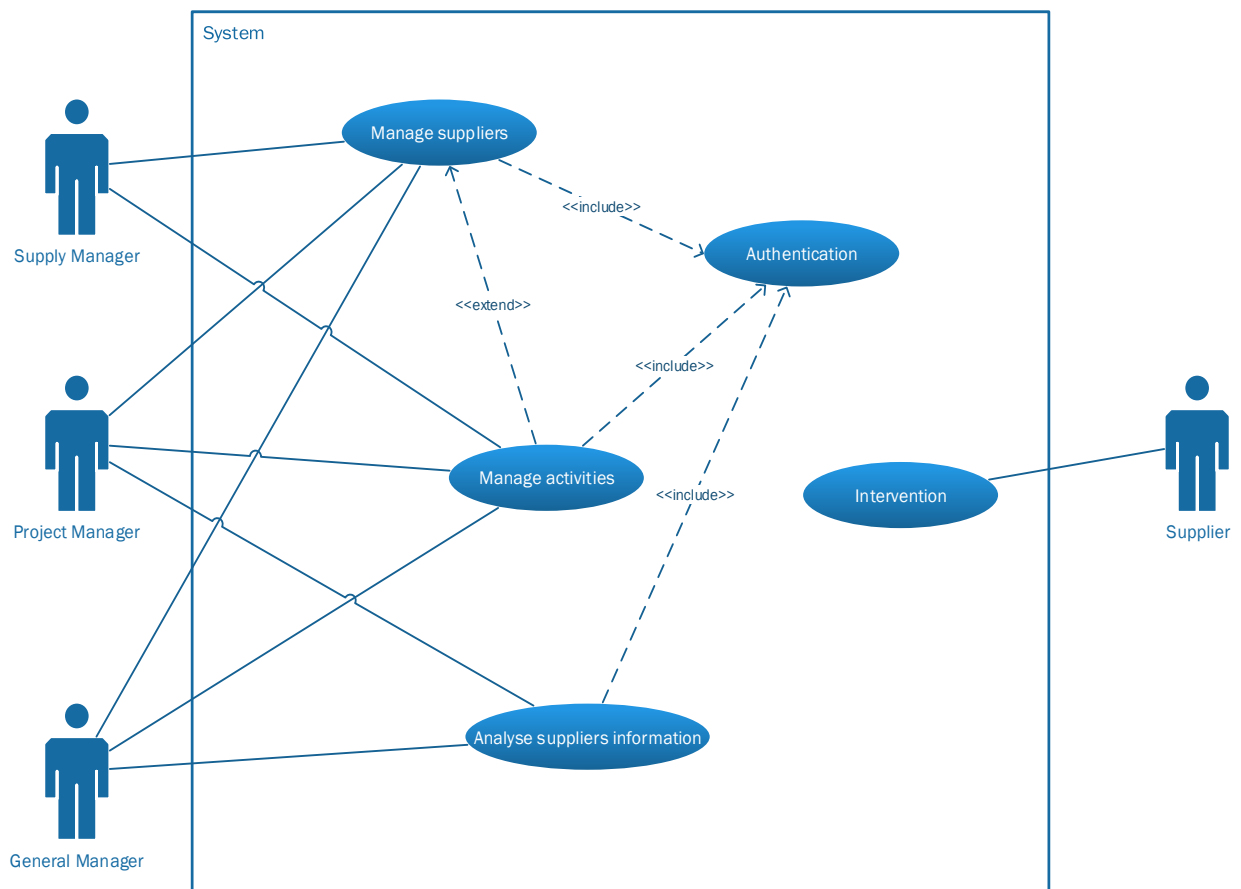 System
Manage suppliers
<<include>>
Authentication
Supply Manager
<<extend>>
<<include>>
Manage activities
<<include>>
Intervention
Project Manager
Supplier
Analyse suppliers information
General Manager